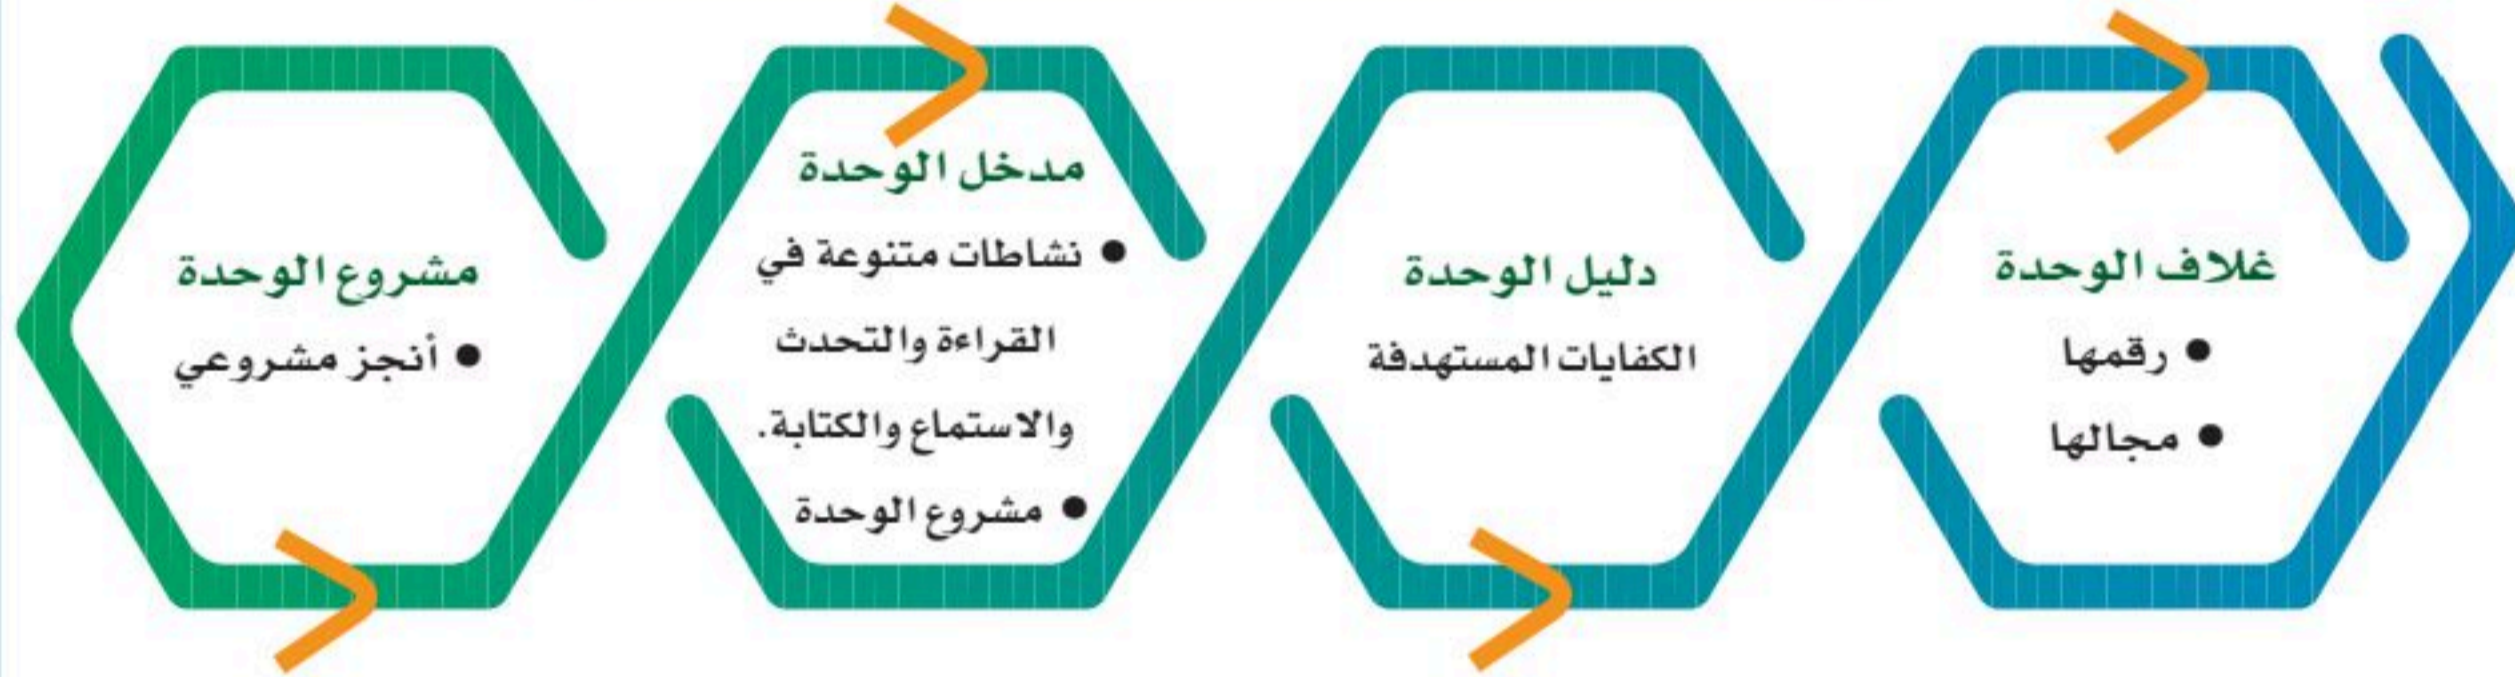 غلاف الوحدة
● رقمها
● مجالها
دليل الوحدة
الكفايات المستهدفة
مدخل الوحدة
● نشاطات متنوعة في
القراءة والتحدث
والاستماع والكتابة.
● مشروع الوحدة
مشروع الوحدة
● أنجز مشروعي